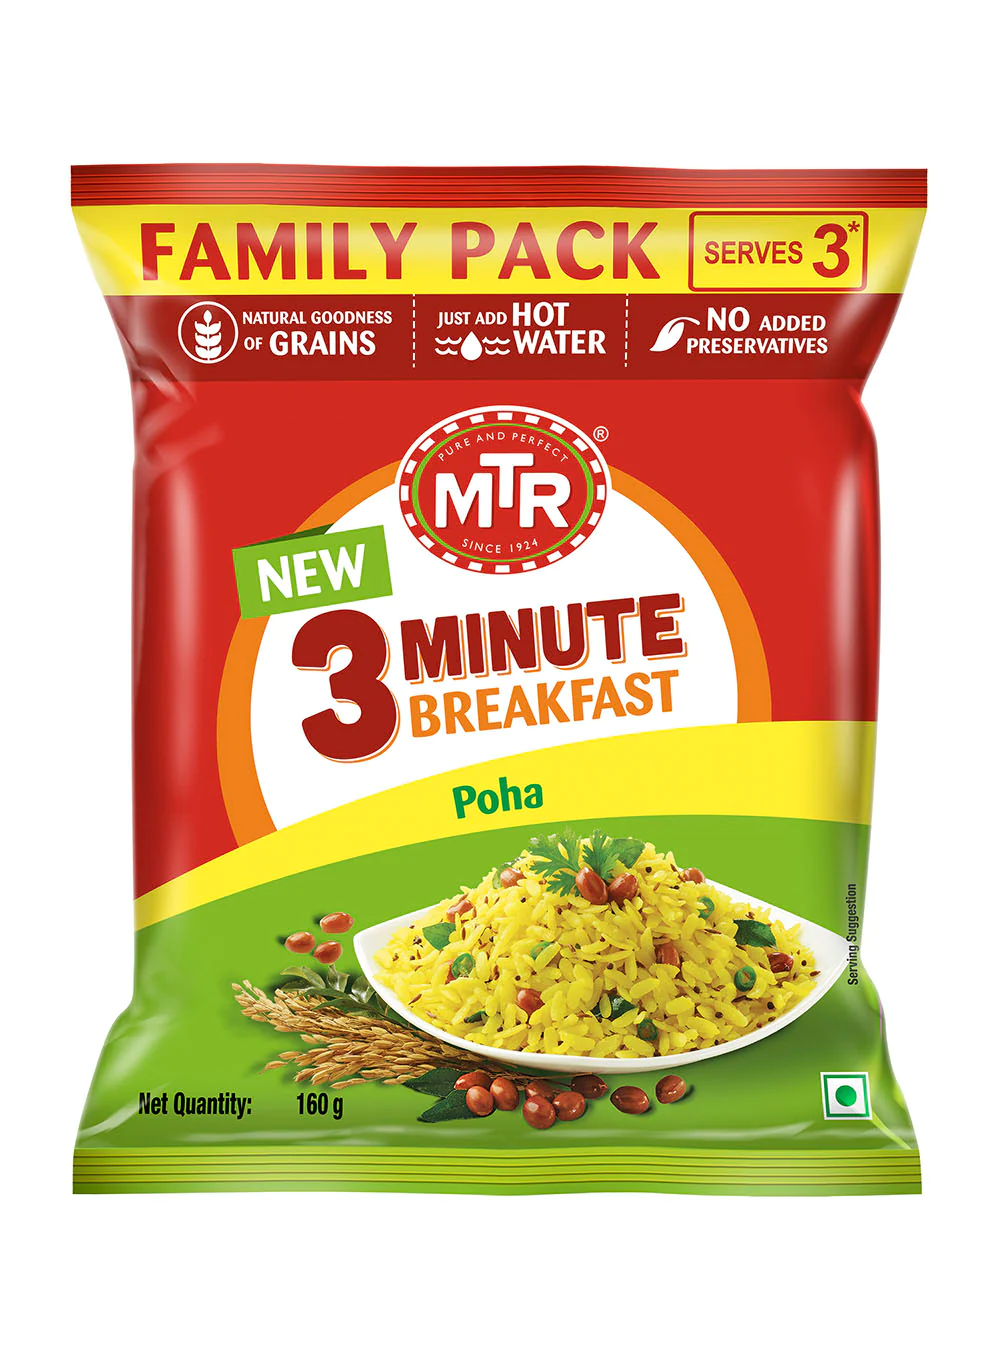 FAMILY PACK SERVES 3*
NATURAL GOODNESS
OF GRAINS
JUST ADD HOT
WATER
NO ADDED
PRESERVATIVES
PURE AND PERFECT
MTR ®
SINCE 1924
NEW
3 MINUTE
BREAKFAST
Poha
Serving Suggestion
Net Quantity: 160 g